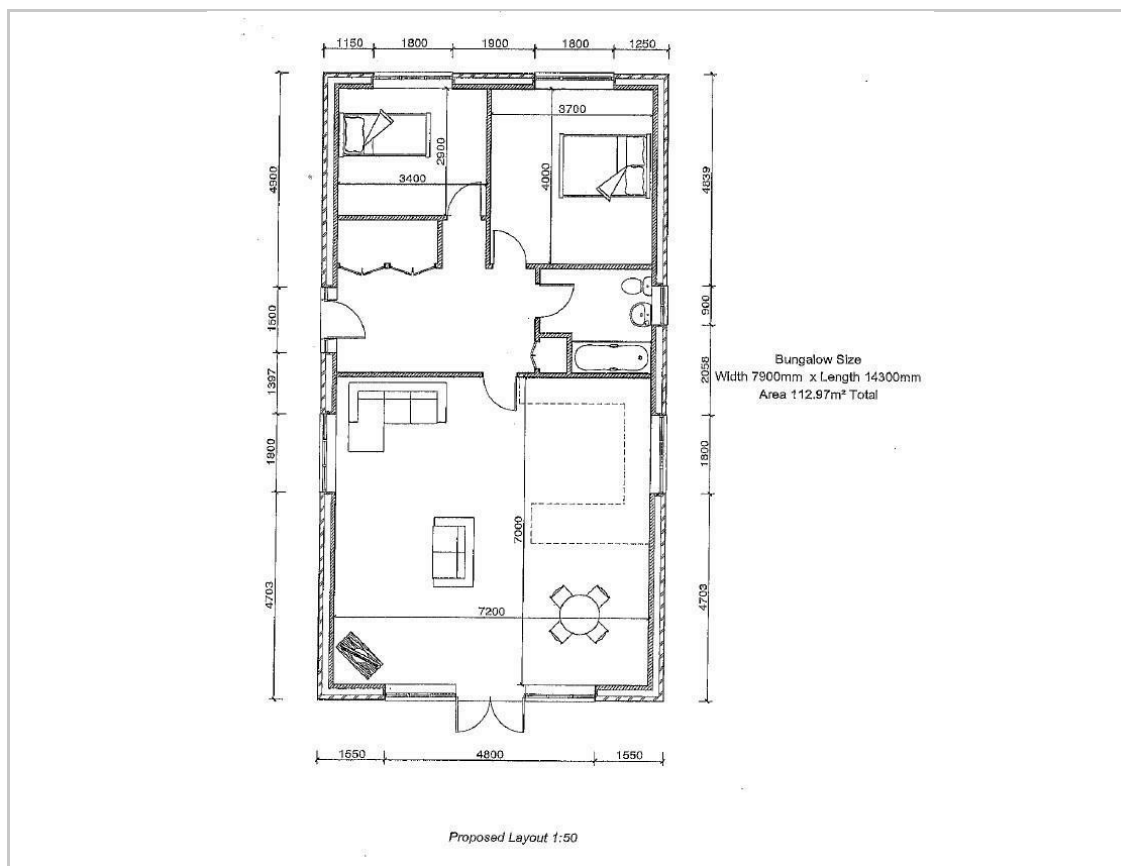 1150 1800 1900 1800 1250
3700
2900
4000
3400
4900
4839
1500
900
1397
2058
Bungalow Size
Width 7900mm x Length 14300mm
Area 112.97m² Total
1800
1800
7000
4703
4703
7200
1550 4800 1550
Proposed Layout 1:50